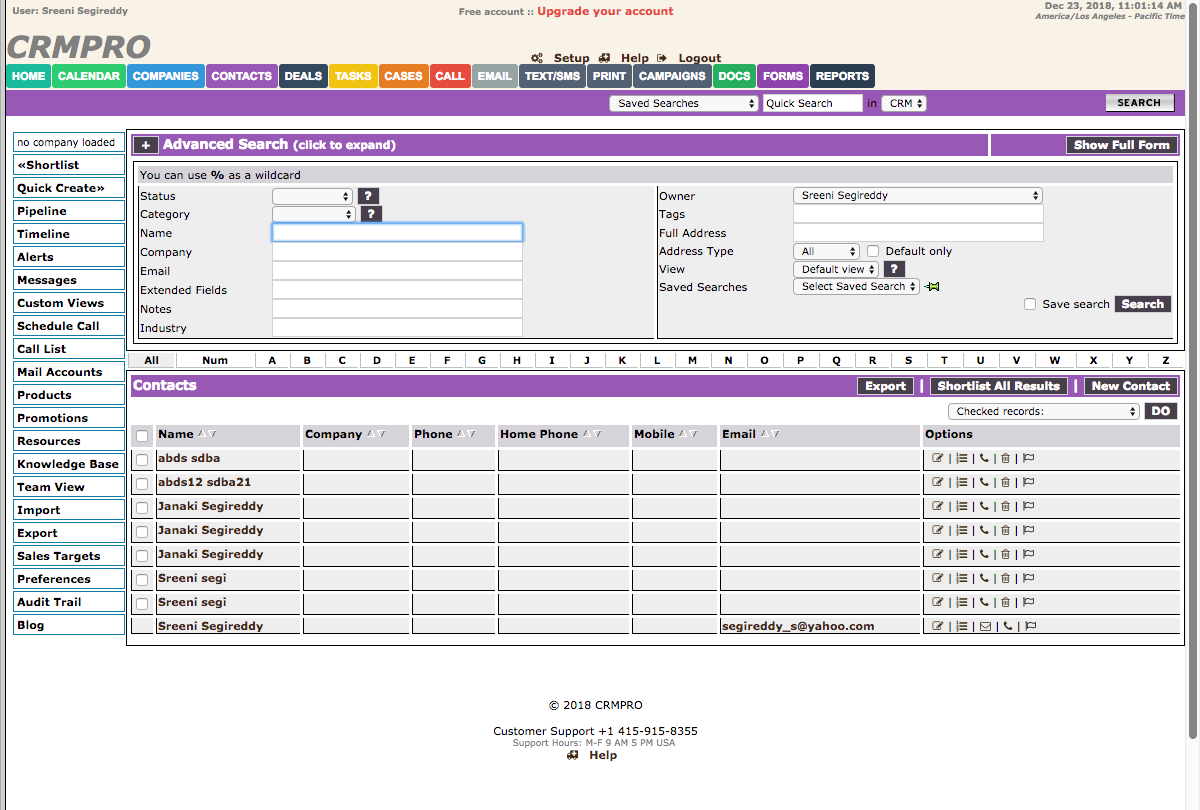 User: Sreeni Segireddy
Free account :: Upgrade your account
Dec 23, 2018, 11:01:14 AM
America/Los Angeles - Pacific Time
CRMPRO
Setup Help Logout
HOME CALENDAR COMPANIES CONTACTS DEALS TASKS CASES CALL EMAIL TEXT/SMS PRINT CAMPAIGNS DOCS FORMS REPORTS
Saved Searches Quick Search in CRM SEARCH
no company loaded
«Shortlist
Quick Create»
Pipeline
Timeline
Alerts
Messages
Custom Views
Schedule Call
Call List
Mail Accounts
Products
Promotions
Resources
Knowledge Base
Team View
Import
Export
Sales Targets
Preferences
Audit Trail
Blog
+ Advanced Search (click to expand) Show Full Form
You can use % as a wildcard
Status ?
Category ?
Name
Company
Email
Extended Fields
Notes
Industry
Owner Sreeni Segireddy
Tags
Full Address
Address Type All Default only
View Default view ?
Saved Searches Select Saved Search
Save search Search
All Num A B C D E F G H I J K L M N O P Q R S T U V W X Y Z
Contacts Export | Shortlist All Results | New Contact
Checked records: DO
Name Company Phone Home Phone Mobile Email Options
abds sdba
abds12 sdba21
Janaki Segireddy
Janaki Segireddy
Janaki Segireddy
Sreeni segi
Sreeni segi
Sreeni Segireddy segireddy_s@yahoo.com
© 2018 CRMPRO
Customer Support +1 415-915-8355
Support Hours: M-F 9 AM 5 PM USA
Help